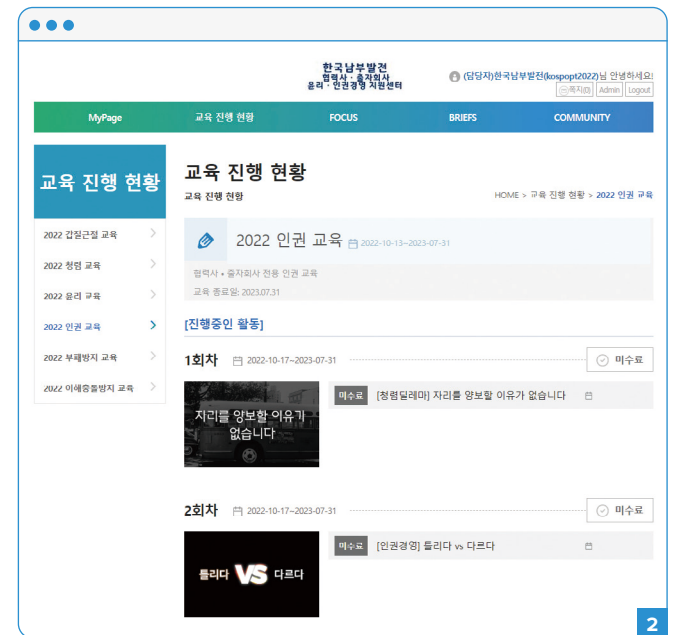 한국남부발전
협력사 · 출자회사
윤리 · 인권경영 지원센터
(담당자)한국남부발전(kospopt2022)님 안녕하세요!
쪽지(0) Admin Logout
MyPage 교육 진행 현황 FOCUS BRIEFS COMMUNITY
교육 진행 현황
2022 갑질근절 교육
2022 청렴 교육
2022 윤리 교육
2022 인권 교육
2022 부패방지 교육
2022 이해충돌방지 교육
교육 진행 현황
교육 진행 현황
HOME > 교육 진행 현황 > 2022 인권 교육
2022 인권 교육 2022-10-13~2023-07-31
협력사 • 출자회사 전용 인권 교육
교육 종료일: 2023.07.31
[진행중인 활동]
1회차 2022-10-17~2023-07-31 미수료
자리를 양보할 이유가
없습니다
미수료 [청렴딜레마] 자리를 양보할 이유가 없습니다
2회차 2022-10-17~2023-07-31 미수료
틀리다 VS 다르다
미수료 [인권경영] 틀리다 vs 다르다
2